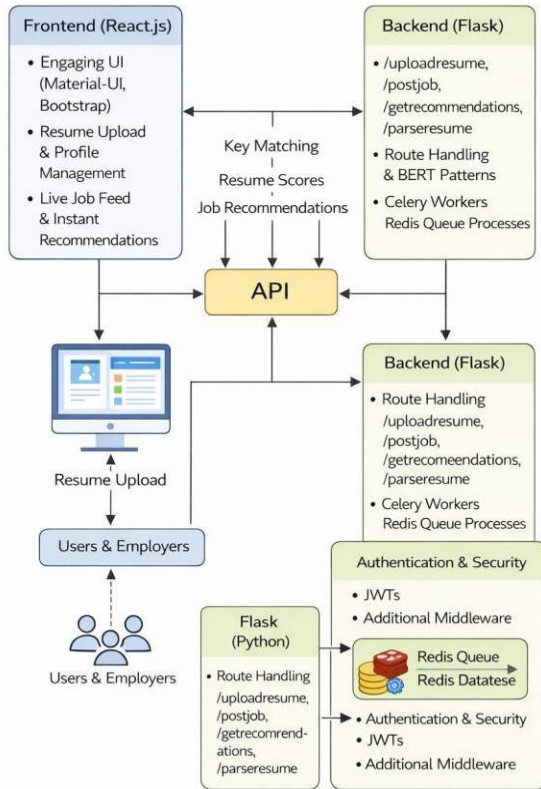 Frontend (React.js)
• Engaging UI
(Material-UI,
Bootstrap)
• Resume Upload
& Profile
Management
• Live Job Feed
& Instant
Recommendations
Key Matching
Resume Scores
Job Recommendations
Backend (Flask)
• /uploadresume,
/postjob,
/getrecommendations,
/parseresume
• Route Handling
& BERT Patterns
• Celery Workers
Redis Queue Processes
API
Backend (Flask)
• Route Handling
/uploadresume,
/postjob,
/getrecomeendations,
/parseresume
• Celery Workers
Redis Queue Processes
Resume Upload
Users & Employers
Users & Employers
Flask
(Python)
• Route Handling
/uploadresume,
/postjob,
/getrecomrend-
ations,
/parseresume
Authentication & Security
• JWTs
• Additional Middleware
Redis Queue
Redis Datatese
• Authentication & Security
• JWTs
• Additional Middleware